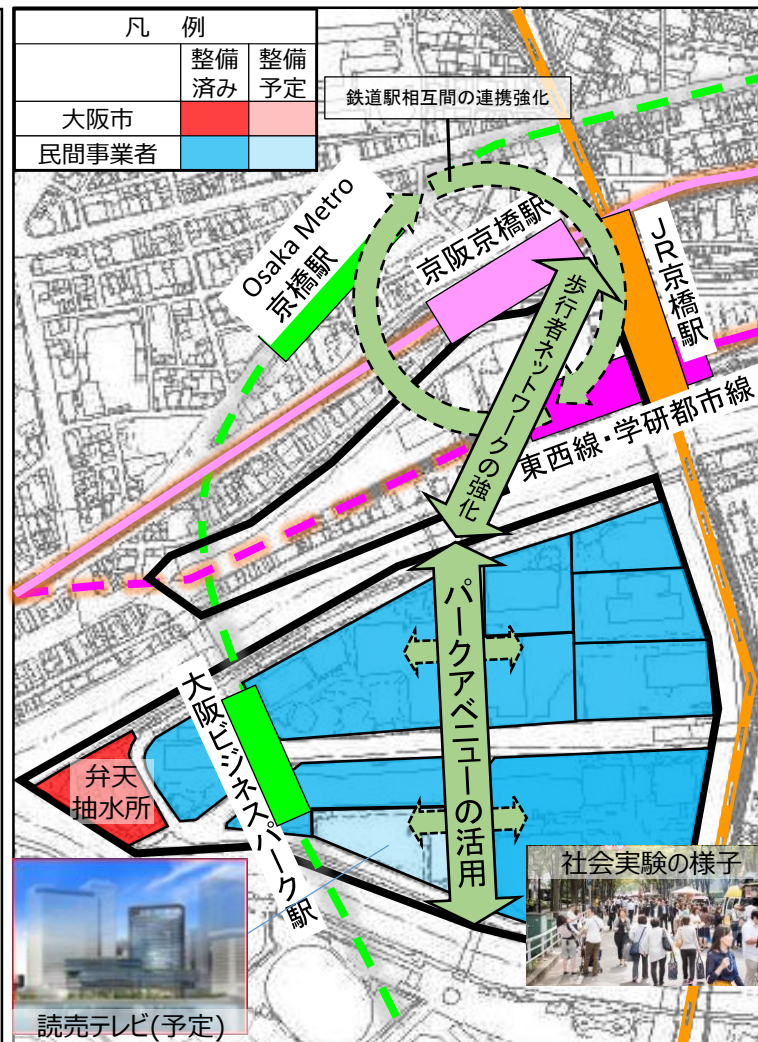 凡 例
整備済み
整備予定
大阪市
民間事業者
鉄道駅相互間の連携強化
Osaka Metro
京橋駅
京阪京橋駅
JR京橋駅
歩行者ネットワークの強化
東西線・学研都市線
パークアベニューの活用
大阪ビジネスパーク駅
弁天
抽水所
社会実験の様子
読売テレビ(予定)